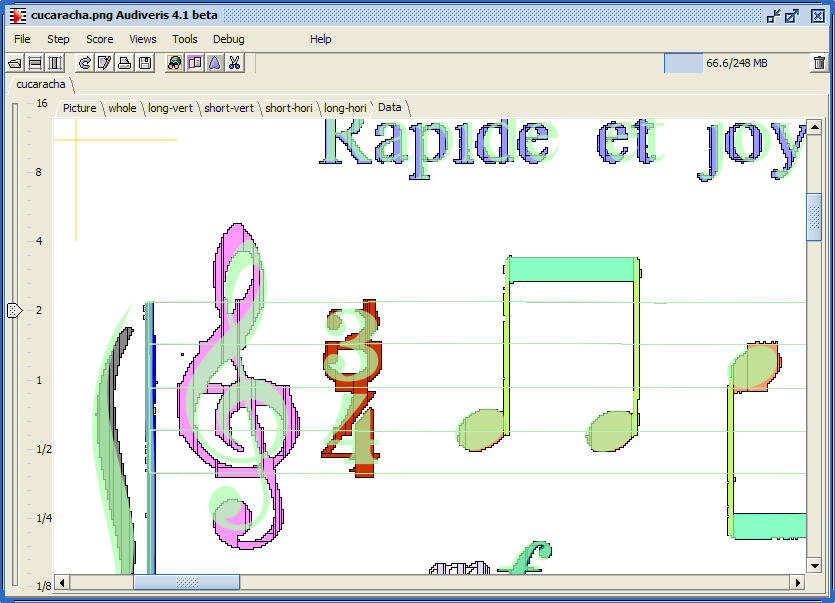 cucaracha.png Audiveris 4.1 beta
File Step Score Views Tools Debug Help
66.6/248 MB
cucaracha
Picture whole long-vert short-vert short-hori long-hori Data
16
8
4
2
1
1/2
1/4
1/8
Rapide et joy
3
4
mf